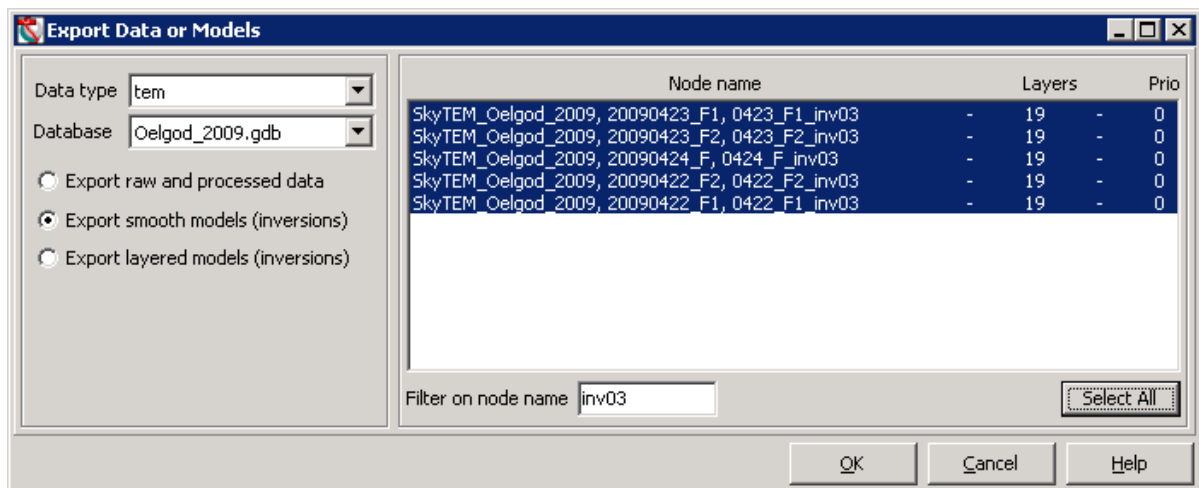 Export Data or Models
Data type tem
Database Oelgod_2009.gdb
Export raw and processed data
Export smooth models (inversions)
Export layered models (inversions)
Node name Layers Prio
SkyTEM_Oelgod_2009, 20090423_F1, 0423_F1_inv03 - 19 - 0
SkyTEM_Oelgod_2009, 20090423_F2, 0423_F2_inv03 - 19 - 0
SkyTEM_Oelgod_2009, 20090424_F, 0424_F_inv03 - 19 - 0
SkyTEM_Oelgod_2009, 20090422_F2, 0422_F2_inv03 - 19 - 0
SkyTEM_Oelgod_2009, 20090422_F1, 0422_F1_inv03 - 19 - 0
Filter on node name inv03 Select All
OK Cancel Help